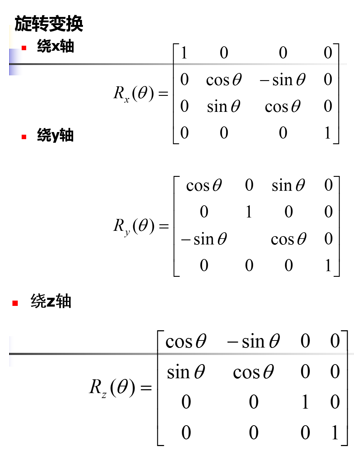 旋转变换
绕x轴
R_x(θ) = [1 0 0 0
0 cosθ −sinθ 0
0 sinθ cosθ 0
0 0 0 1]
绕y轴
R_y(θ) = [cosθ 0 sinθ 0
0 1 0 0
−sinθ cosθ 0
0 0 0 1]
绕z轴
R_z(θ) = [cosθ −sinθ 0 0
sinθ cosθ 0 0
0 0 1 0
0 0 0 1]